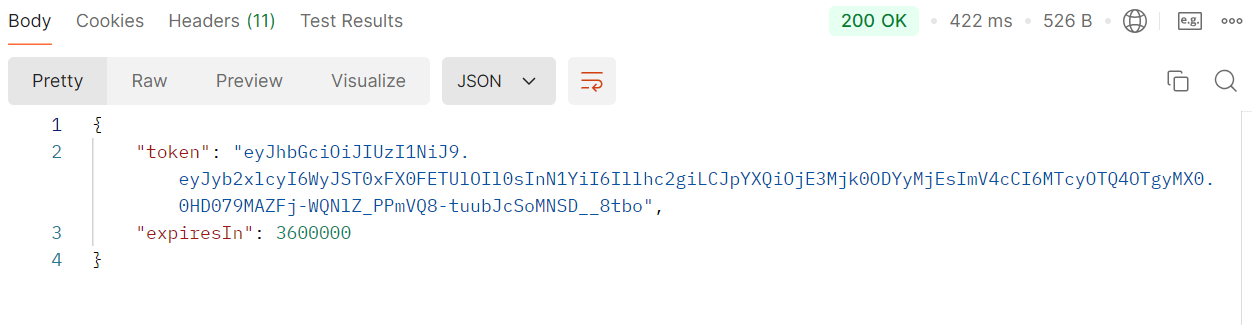 Body Cookies Headers (11) Test Results 200 OK 422 ms 526 B e.g.
Pretty Raw Preview Visualize JSON
1 {
2 "token": "eyJhbGciOiJIUzI1NiJ9.
eyJyb2xlcyI6WyJST0xFX0FETUlOIl0sInN1YiI6Illhc2giLCJpYXQiOjE3Mjk0ODYyMjEsImV4cCI6MTcyOTQ4OTgyMX0.
0HD079MAZFj-WQNlZ_PPmVQ8-tuubJcSoMNSD__8tbo",
3 "expiresIn": 3600000
4 }